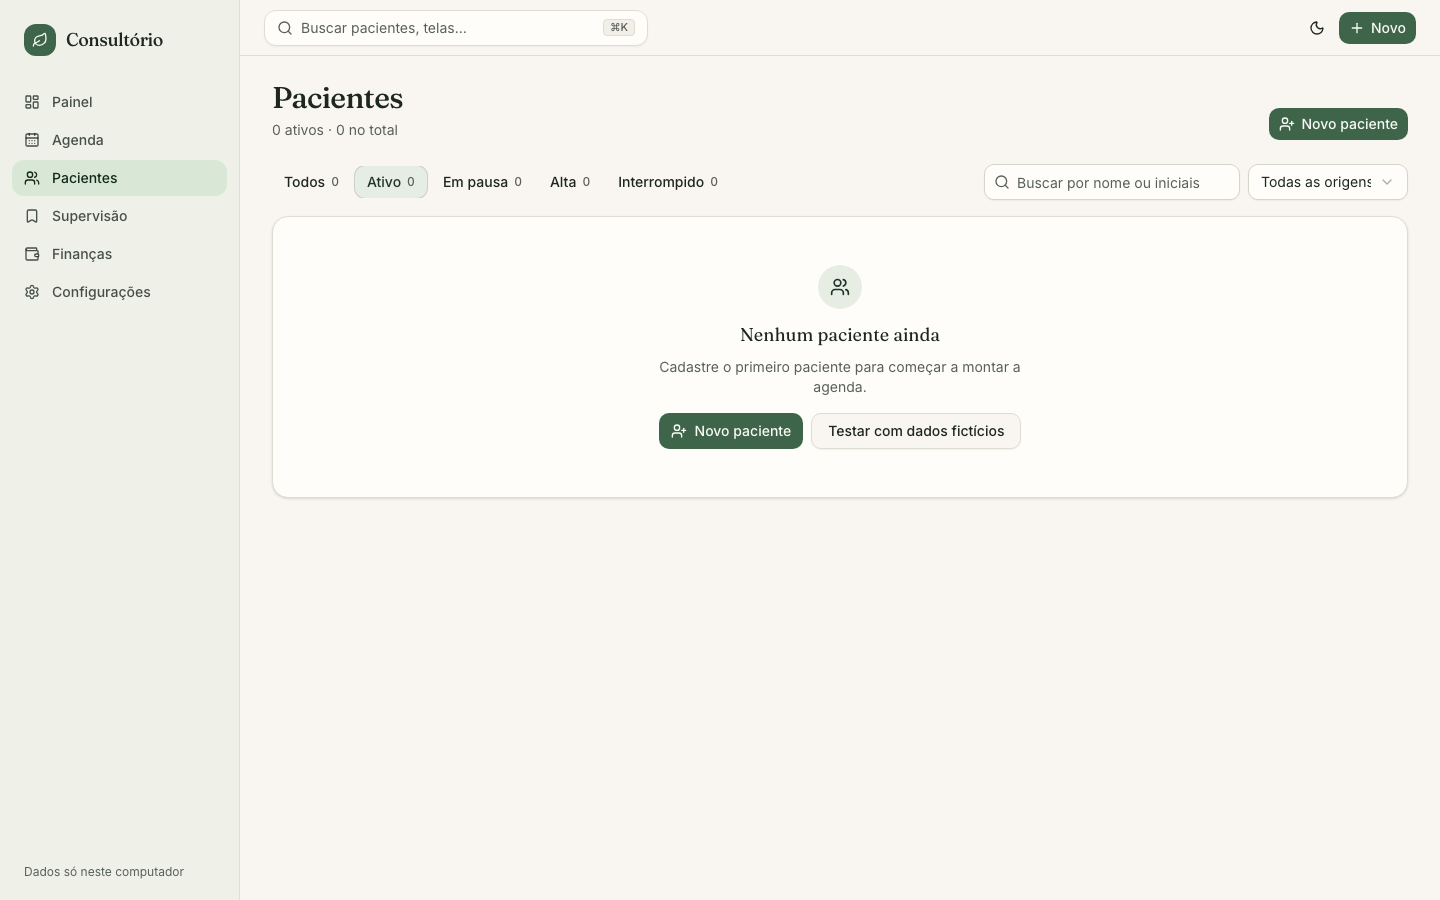 Consultório
Buscar pacientes, telas...
⌘K
Novo
Painel
Agenda
Pacientes
Supervisão
Finanças
Configurações
Pacientes
0 ativos · 0 no total
Novo paciente
Todos 0
Ativo 0
Em pausa 0
Alta 0
Interrompido 0
Buscar por nome ou iniciais
Todas as origens
Nenhum paciente ainda
Cadastre o primeiro paciente para começar a montar a
agenda.
Novo paciente
Testar com dados fictícios
Dados só neste computador